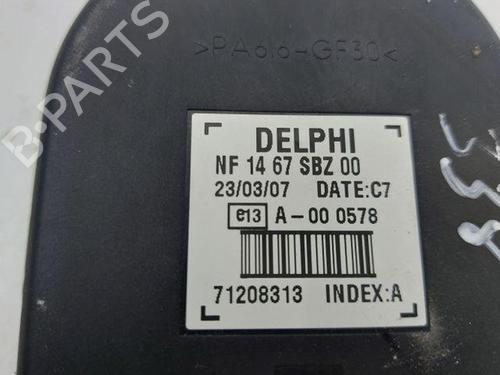 >PA6.6-GF30<
B-PARTS
DELPHI
NF 14 67 SBZ 00
23/03/07 DATE:C7
e13 A-00 0578
71208313 INDEX:A